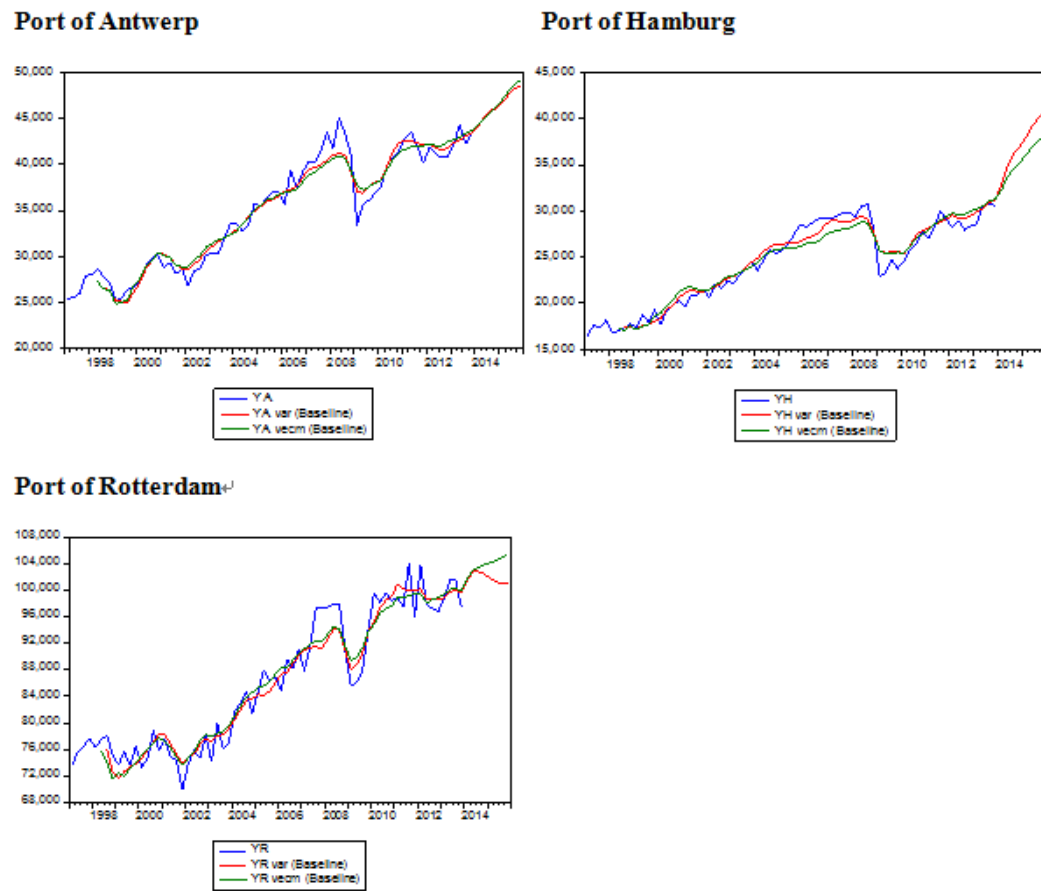 Port of Antwerp
50,000
45,000
40,000
35,000
30,000
25,000
20,000
1998 2000 2002 2004 2006 2008 2010 2012 2014
YA
YA var (Baseline)
YA vecm (Baseline)
Port of Hamburg
45,000
40,000
35,000
30,000
25,000
20,000
15,000
1998 2000 2002 2004 2006 2008 2010 2012 2014
YH
YH var (Baseline)
YH vecm (Baseline)
Port of Rotterdam↵
108,000
104,000
100,000
96,000
92,000
88,000
84,000
80,000
76,000
72,000
68,000
1998 2000 2002 2004 2006 2008 2010 2012 2014
YR
YR var (Baseline)
YR vecm (Baseline)